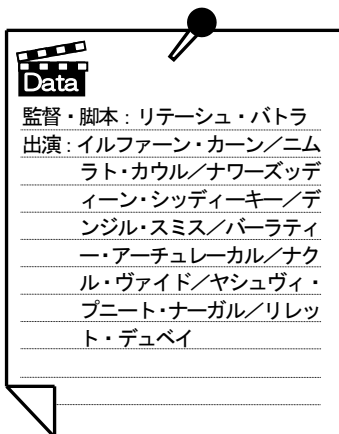 Data
監督・脚本：リテーシュ・バトラ
出演：イルファーン・カーン／ニム
ラト・カウル／ナワーズッデ
ィーン・シッディーキー／デ
ンジル・スミス／バーラティ
ー・アーチュレーカル／ナク
ル・ヴァイド／ヤシュヴィ・
プニート・ナーガル／リレッ
ト・デュベイ